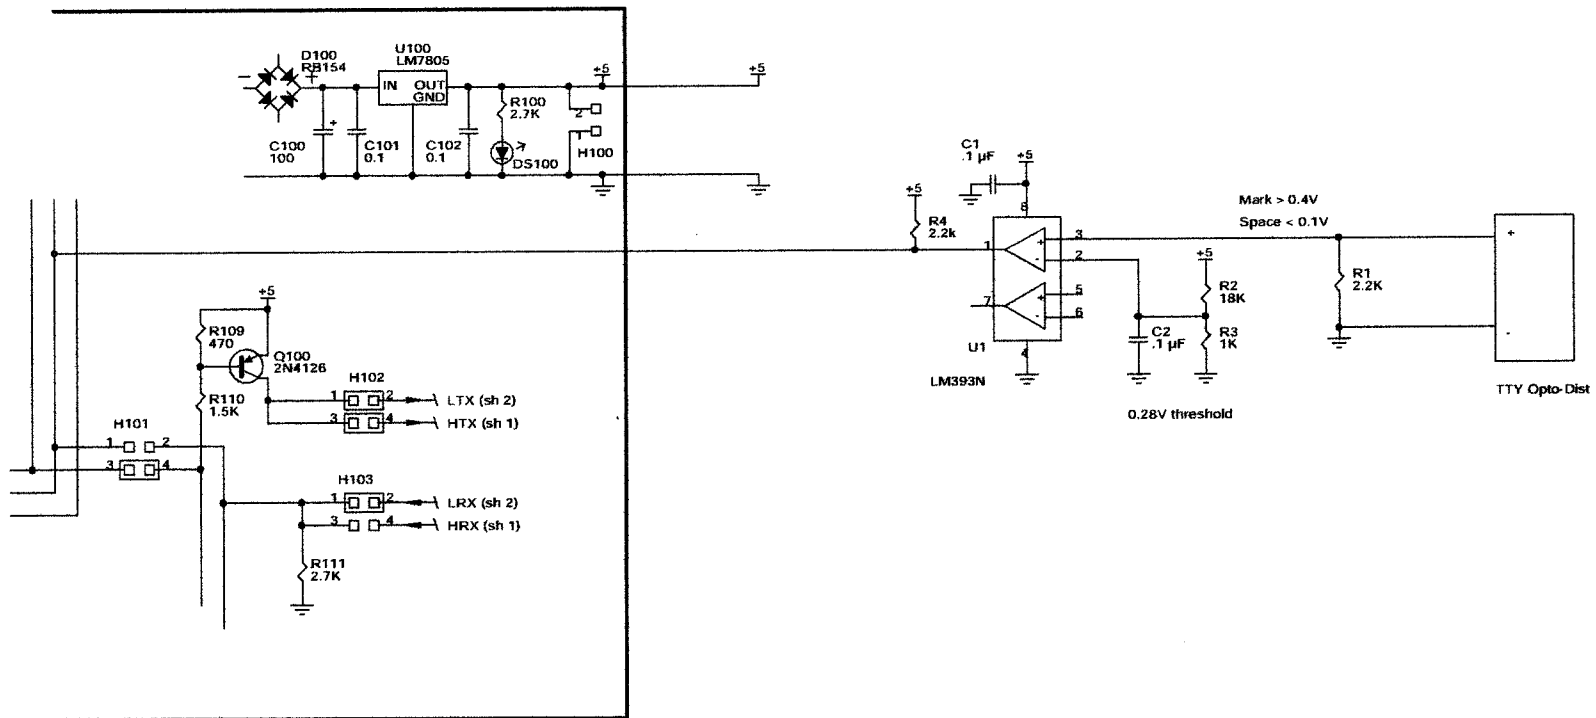 D100
RB154
− +
U100
LM7805
IN OUT
GND
+5
+5
R100
2.7K
2
1
H100
C100
100
+
C101
0.1
C102
0.1
DS100
C1
.1 µF
+5
+5
R4
2.2k
8
1
3
+
2
-
7
5
+
6
-
4
U1
LM393N
Mark > 0.4V
Space < 0.1V
+5
R2
18K
R3
1K
C2
.1 µF
0.28V threshold
R1
2.2K
+
-
TTY Opto-Dist
+5
R109
470
Q100
2N4126
R110
1.5K
H102
1 2 LTX (sh 2)
3 4 HTX (sh 1)
H101
1 2
3 4
H103
1 2 LRX (sh 2)
3 4 HRX (sh 1)
R111
2.7K